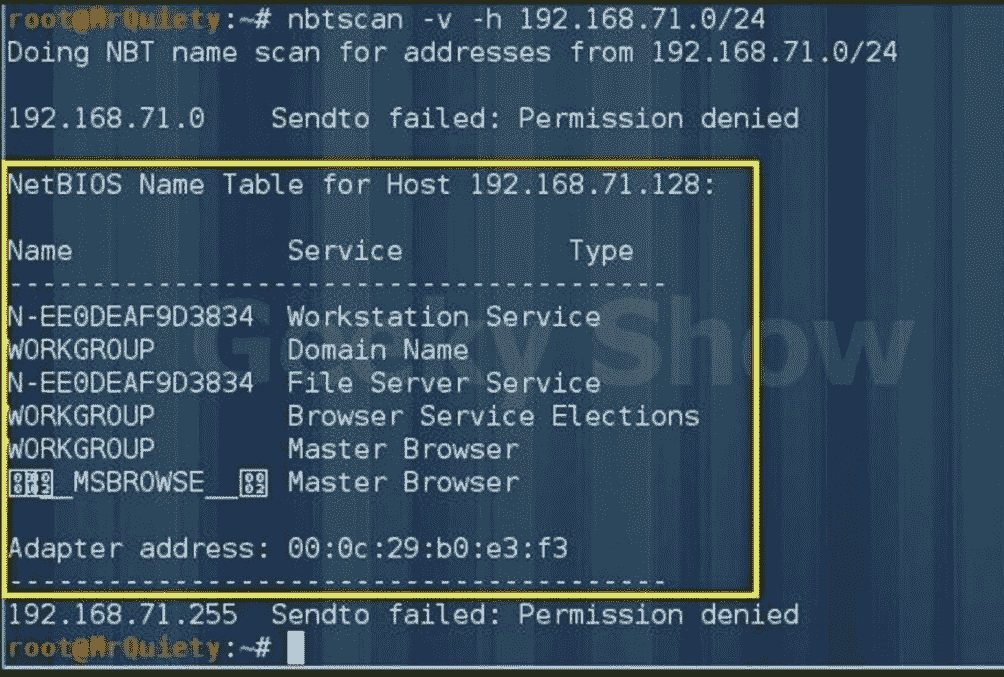 root@MrQuiety:~# nbtscan -v -h 192.168.71.0/24
Doing NBT name scan for addresses from 192.168.71.0/24
192.168.71.0 Sendto failed: Permission denied
NetBIOS Name Table for Host 192.168.71.128:
Name Service Type
----------------------------------------
N-EE0DEAF9D3834 Workstation Service
WORKGROUP Domain Name
N-EE0DEAF9D3834 File Server Service
WORKGROUP Browser Service Elections
WORKGROUP Master Browser
__MSBROWSE__ Master Browser
Adapter address: 00:0c:29:b0:e3:f3
----------------------------------------
192.168.71.255 Sendto failed: Permission denied
root@MrQuiety:~#
Geeky Show